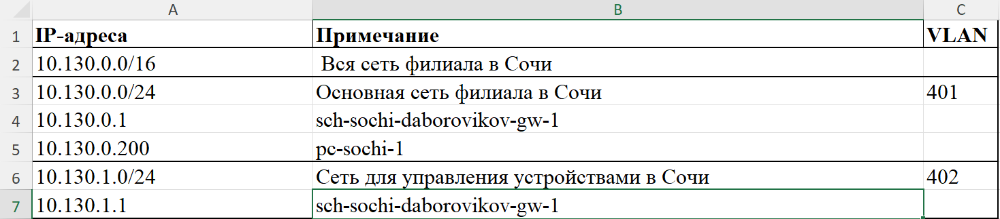 A B C
1 IP-адреса Примечание VLAN
2 10.130.0.0/16 Вся сеть филиала в Сочи
3 10.130.0.0/24 Основная сеть филиала в Сочи 401
4 10.130.0.1 sch-sochi-daborovikov-gw-1
5 10.130.0.200 pc-sochi-1
6 10.130.1.0/24 Сеть для управления устройствами в Сочи 402
7 10.130.1.1 sch-sochi-daborovikov-gw-1